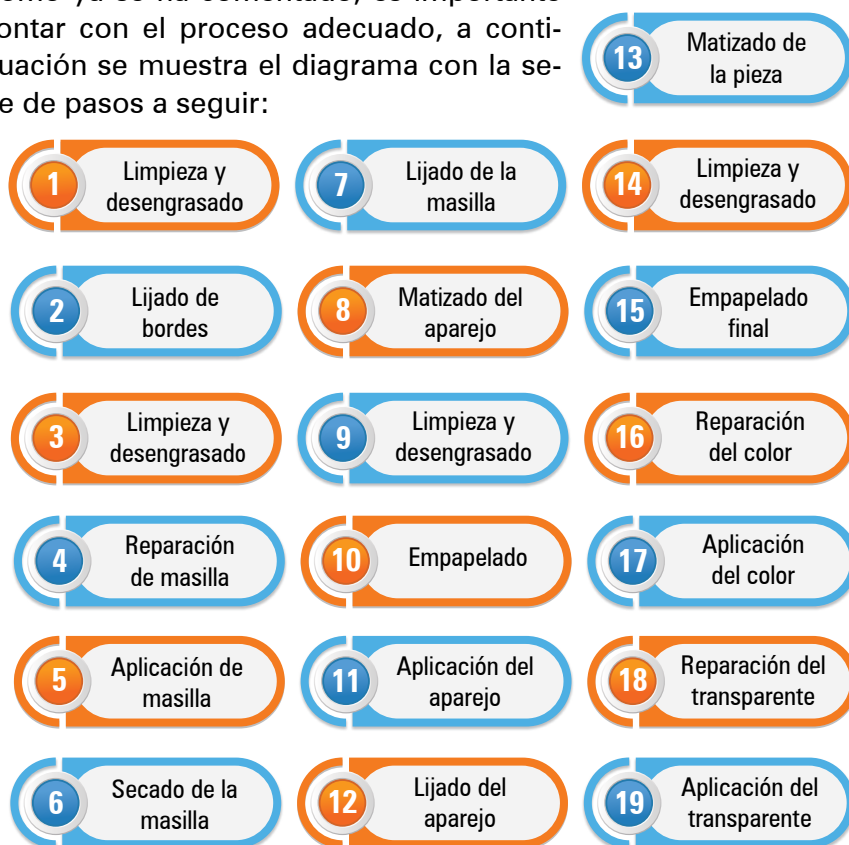 ontar con el proceso adecuado, a conti-
uación se muestra el diagrama con la se-
e de pasos a seguir:
1
Limpieza y
desengrasado
2
Lijado de
bordes
3
Limpieza y
desengrasado
4
Reparación
de masilla
5
Aplicación de
masilla
6
Secado de la
masilla
7
Lijado de la
masilla
8
Matizado del
aparejo
9
Limpieza y
desengrasado
10
Empapelado
11
Aplicación del
aparejo
12
Lijado del
aparejo
13
Matizado de
la pieza
14
Limpieza y
desengrasado
15
Empapelado
final
16
Reparación
del color
17
Aplicación
del color
18
Reparación del
transparente
19
Aplicación del
transparente